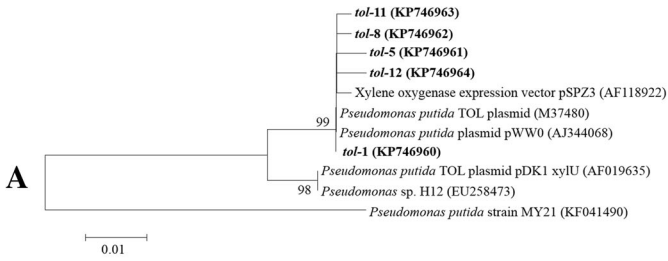 tol-11 (KP746963)
tol-8 (KP746962)
tol-5 (KP746961)
tol-12 (KP746964)
Xylene oxygenase expression vector pSPZ3 (AF118922)
Pseudomonas putida TOL plasmid (M37480)
99
Pseudomonas putida plasmid pWW0 (AJ344068)
tol-1 (KP746960)
A
Pseudomonas putida TOL plasmid pDK1 xylU (AF019635)
98
Pseudomonas sp. H12 (EU258473)
Pseudomonas putida strain MY21 (KF041490)
0.01